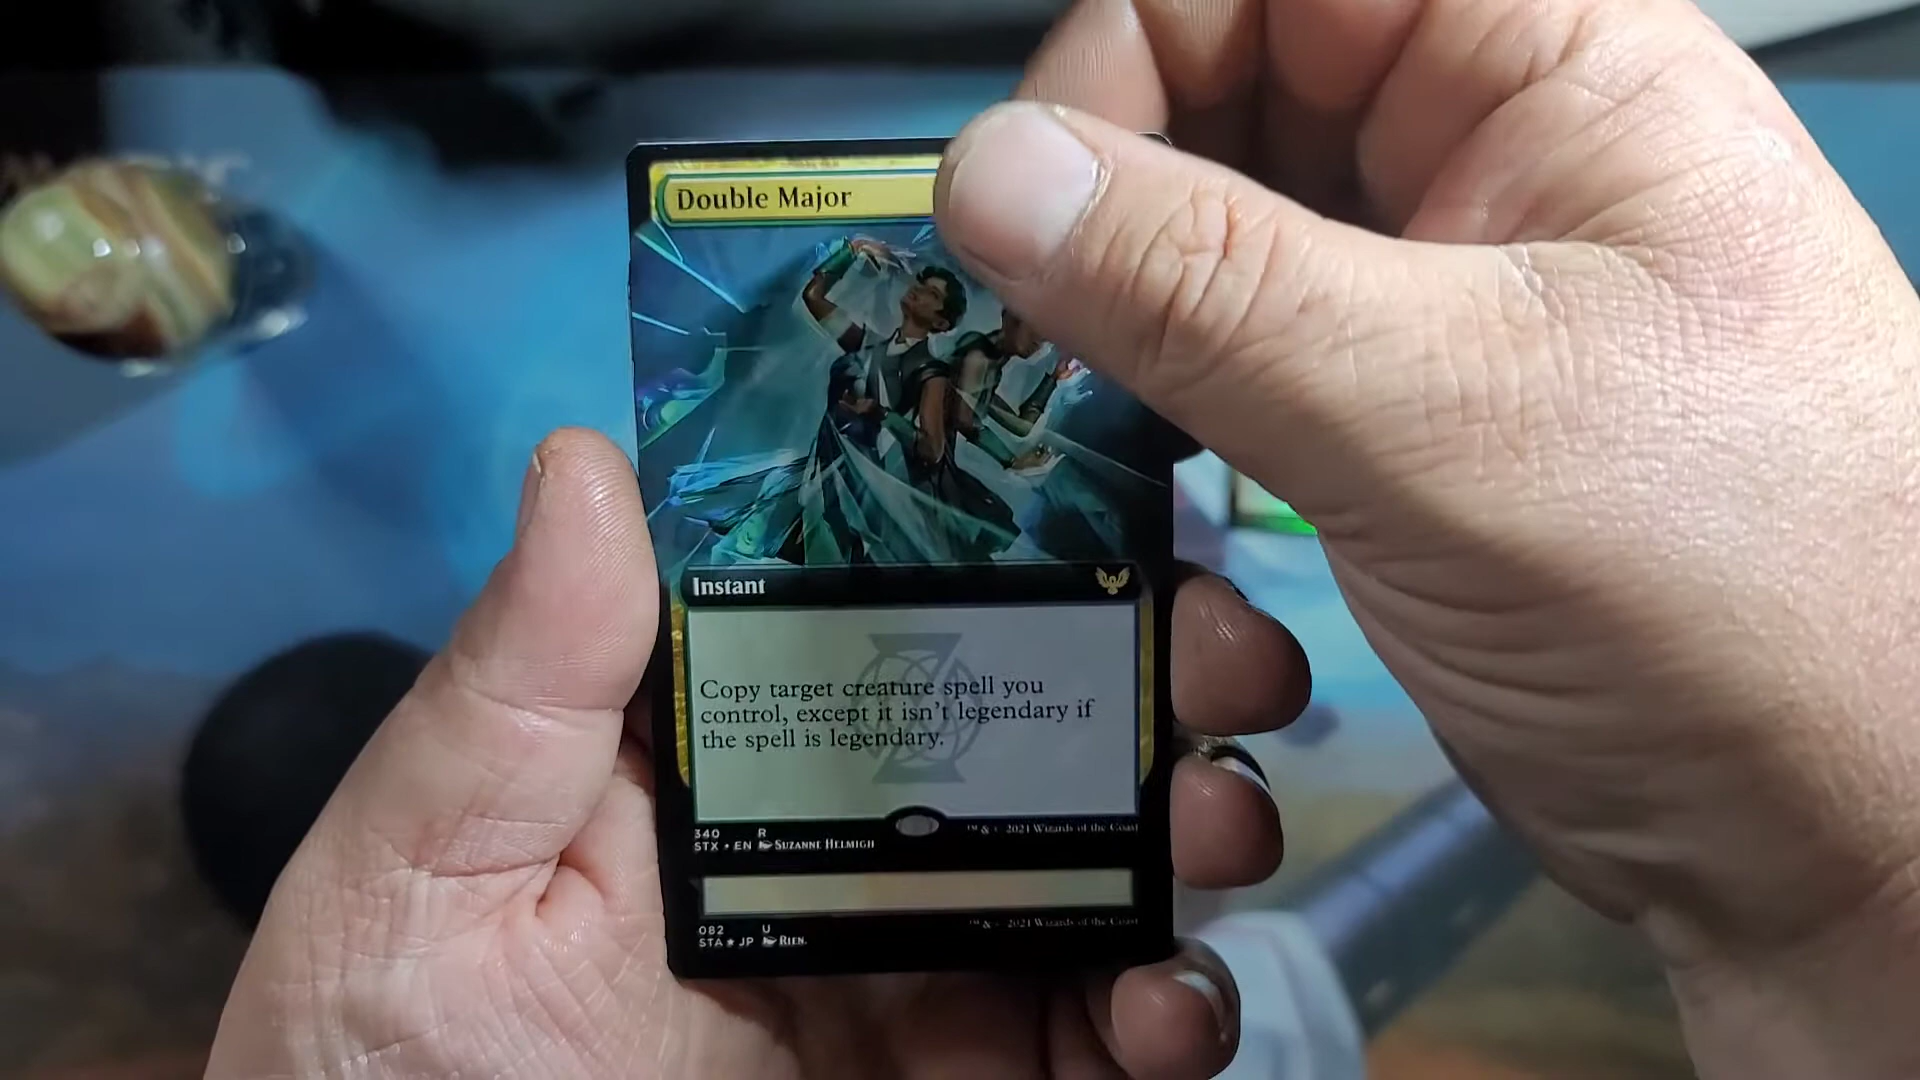 Double Major
Instant
Copy target creature spell you
control, except it isn't legendary if
the spell is legendary.
340 R
STX • EN SUZANNE HELMIGH
™ & © 2021 Wizards of the Coast
082 U
STA ★ JP RIEN.
™ & © 2021 Wizards of the Coast